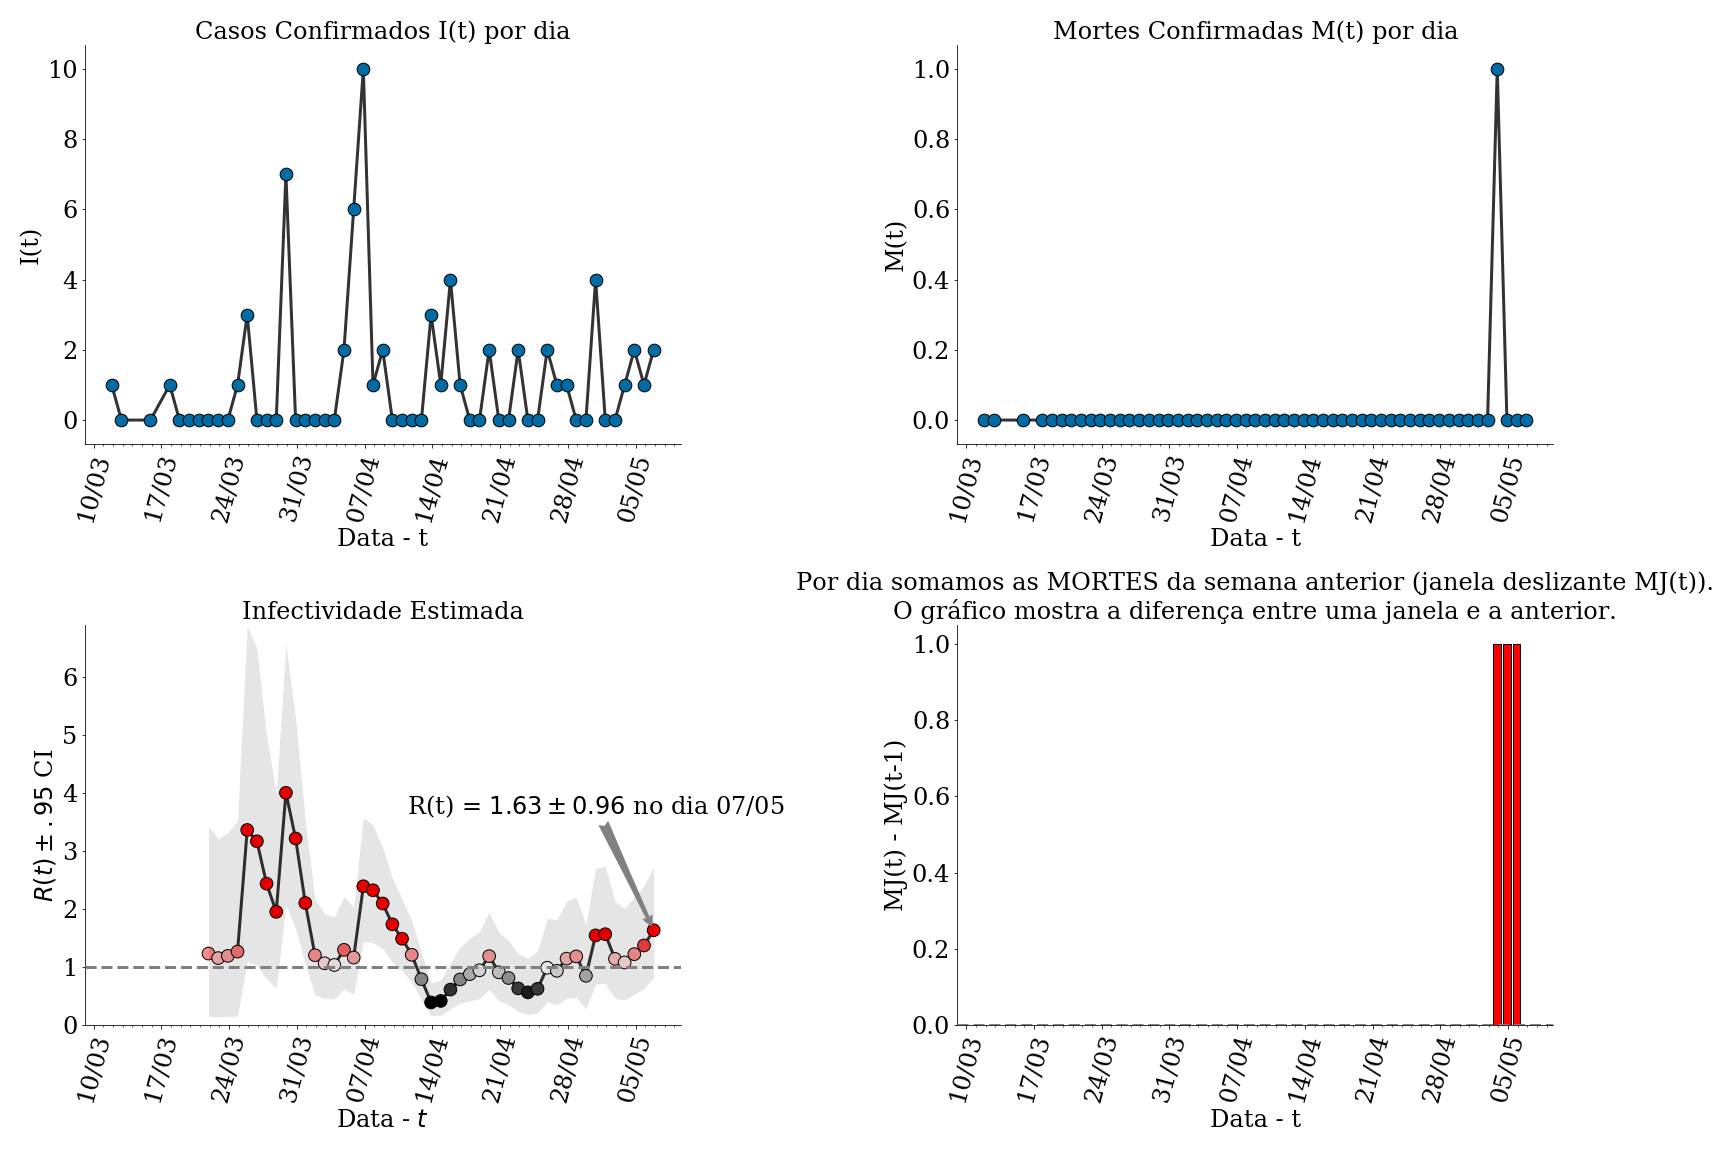 Casos Confirmados I(t) por dia
I(t)
10
8
6
4
2
0
10/03 17/03 24/03 31/03 07/04 14/04 21/04 28/04 05/05
Data - t
Mortes Confirmadas M(t) por dia
M(t)
1.0
0.8
0.6
0.4
0.2
0.0
10/03 17/03 24/03 31/03 07/04 14/04 21/04 28/04 05/05
Data - t
Infectividade Estimada
R(t) ± .95 CI
6
5
4
3
2
1
0
R(t) = 1.63 ± 0.96 no dia 07/05
10/03 17/03 24/03 31/03 07/04 14/04 21/04 28/04 05/05
Data - t
Por dia somamos as MORTES da semana anterior (janela deslizante MJ(t)).
O gráfico mostra a diferença entre uma janela e a anterior.
MJ(t) - MJ(t-1)
1.0
0.8
0.6
0.4
0.2
0.0
10/03 17/03 24/03 31/03 07/04 14/04 21/04 28/04 05/05
Data - t